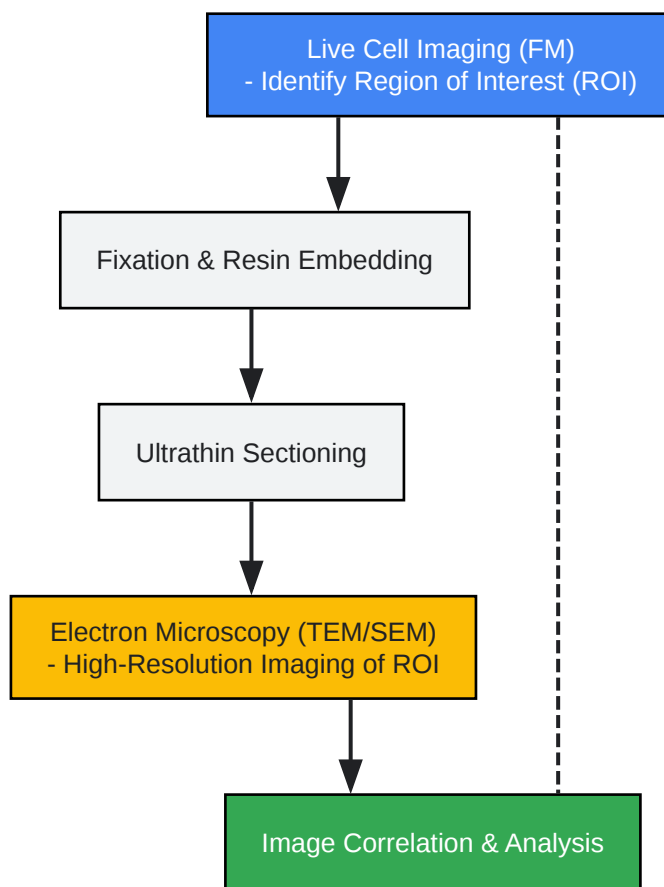 Live Cell Imaging (FM)
- Identify Region of Interest (ROI)
Fixation & Resin Embedding
Ultrathin Sectioning
Electron Microscopy (TEM/SEM)
- High-Resolution Imaging of ROI
Image Correlation & Analysis